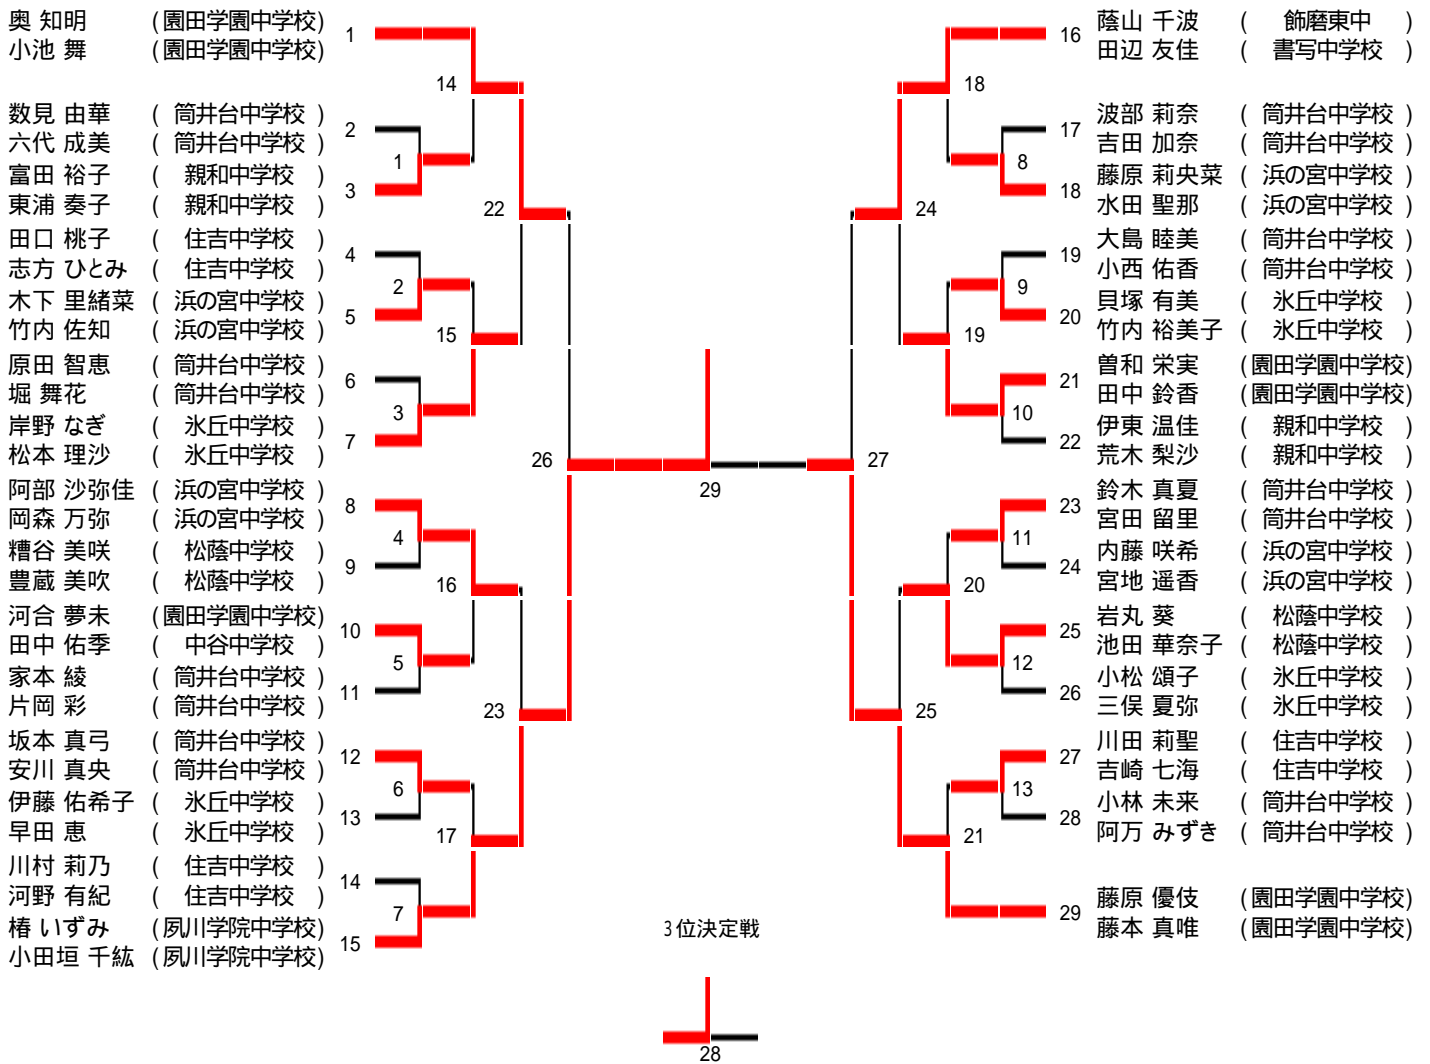 奥 知明 (園田学園中学校)
小池 舞 (園田学園中学校)
1
数見 由華 ( 筒井台中学校 )
六代 成美 ( 筒井台中学校 )
2
富田 裕子 ( 親和中学校 )
東浦 奏子 ( 親和中学校 )
3
田口 桃子 ( 住吉中学校 )
志方 ひとみ ( 住吉中学校 )
4
木下 里緒菜 ( 浜の宮中学校 )
竹内 佐知 ( 浜の宮中学校 )
5
原田 智恵 ( 筒井台中学校 )
堀 舞花 ( 筒井台中学校 )
6
岸野 なぎ ( 氷丘中学校 )
松本 理沙 ( 氷丘中学校 )
7
阿部 沙弥佳 ( 浜の宮中学校 )
岡森 万弥 ( 浜の宮中学校 )
8
糟谷 美咲 ( 松蔭中学校 )
豊蔵 美吹 ( 松蔭中学校 )
9
河合 夢未 (園田学園中学校)
田中 佑季 ( 中谷中学校 )
10
家本 綾 ( 筒井台中学校 )
片岡 彩 ( 筒井台中学校 )
11
坂本 真弓 ( 筒井台中学校 )
安川 真央 ( 筒井台中学校 )
12
伊藤 佑希子 ( 氷丘中学校 )
早田 恵 ( 氷丘中学校 )
13
川村 莉乃 ( 住吉中学校 )
河野 有紀 ( 住吉中学校 )
14
椿 いずみ (夙川学院中学校)
小田垣 千紘 (夙川学院中学校)
15
14
1
22
2
15
3
26
4
16
5
23
6
17
7
29
3位決定戦
28
18
8
24
9
19
10
27
11
20
12
25
13
21
16
蔭山 千波 ( 飾磨東中 )
田辺 友佳 ( 書写中学校 )
17
波部 莉奈 ( 筒井台中学校 )
吉田 加奈 ( 筒井台中学校 )
18
藤原 莉央菜 ( 浜の宮中学校 )
水田 聖那 ( 浜の宮中学校 )
19
大島 睦美 ( 筒井台中学校 )
小西 佑香 ( 筒井台中学校 )
20
貝塚 有美 ( 氷丘中学校 )
竹内 裕美子 ( 氷丘中学校 )
21
曽和 栄実 (園田学園中学校)
田中 鈴香 (園田学園中学校)
22
伊東 温佳 ( 親和中学校 )
荒木 梨沙 ( 親和中学校 )
23
鈴木 真夏 ( 筒井台中学校 )
宮田 留里 ( 筒井台中学校 )
24
内藤 咲希 ( 浜の宮中学校 )
宮地 遥香 ( 浜の宮中学校 )
25
岩丸 葵 ( 松蔭中学校 )
池田 華奈子 ( 松蔭中学校 )
26
小松 頌子 ( 氷丘中学校 )
三俣 夏弥 ( 氷丘中学校 )
27
川田 莉聖 ( 住吉中学校 )
吉崎 七海 ( 住吉中学校 )
28
小林 未来 ( 筒井台中学校 )
阿万 みずき ( 筒井台中学校 )
29
藤原 優伎 (園田学園中学校)
藤本 真唯 (園田学園中学校)